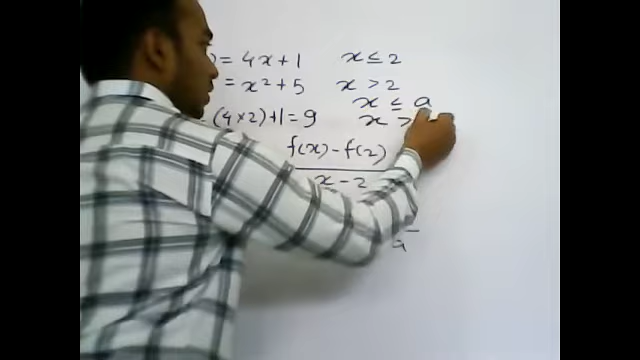 ) = 4x+1 x ≤ 2
= x²+5 x > 2
x ≤ a
(4×2)+1 = 9 x >
f(x) - f(2)
x - 2
a⁻